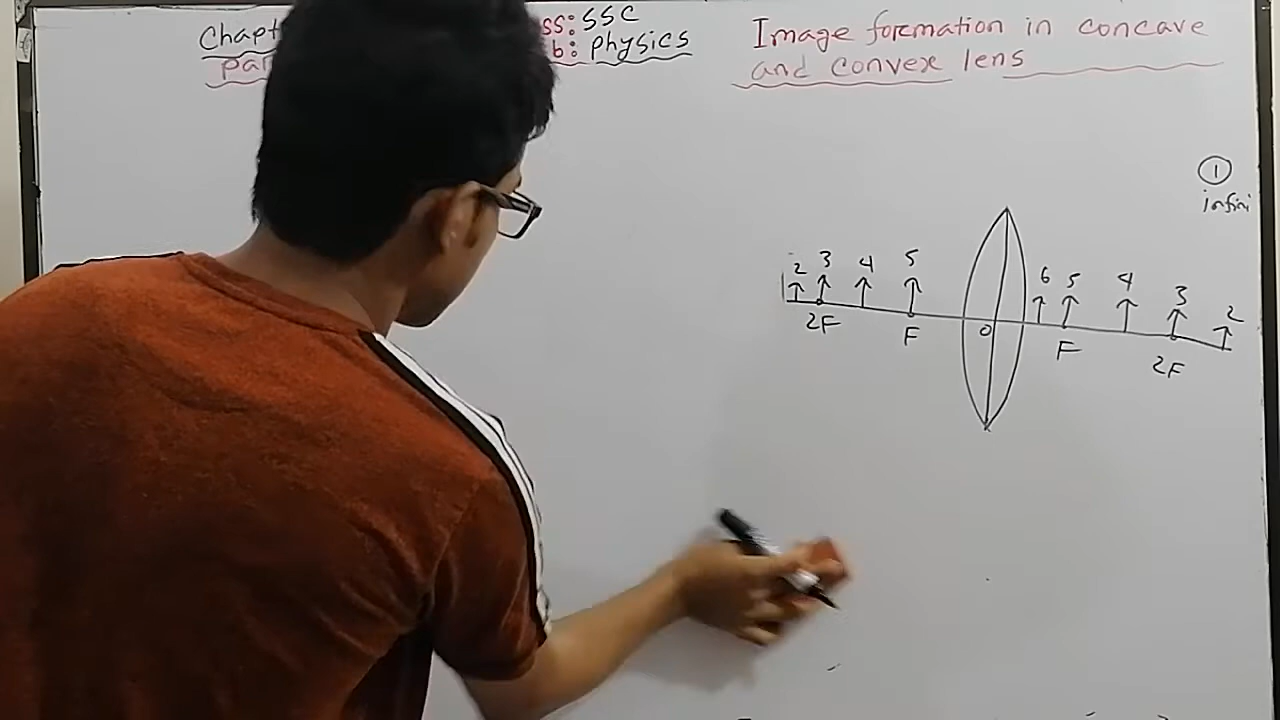 Chapt
ss: SSC
Par
b: Physics
Image formation in concave
and convex lens
1
infini
2 3 4 5
6 5 4 3 2
2F F O F 2F